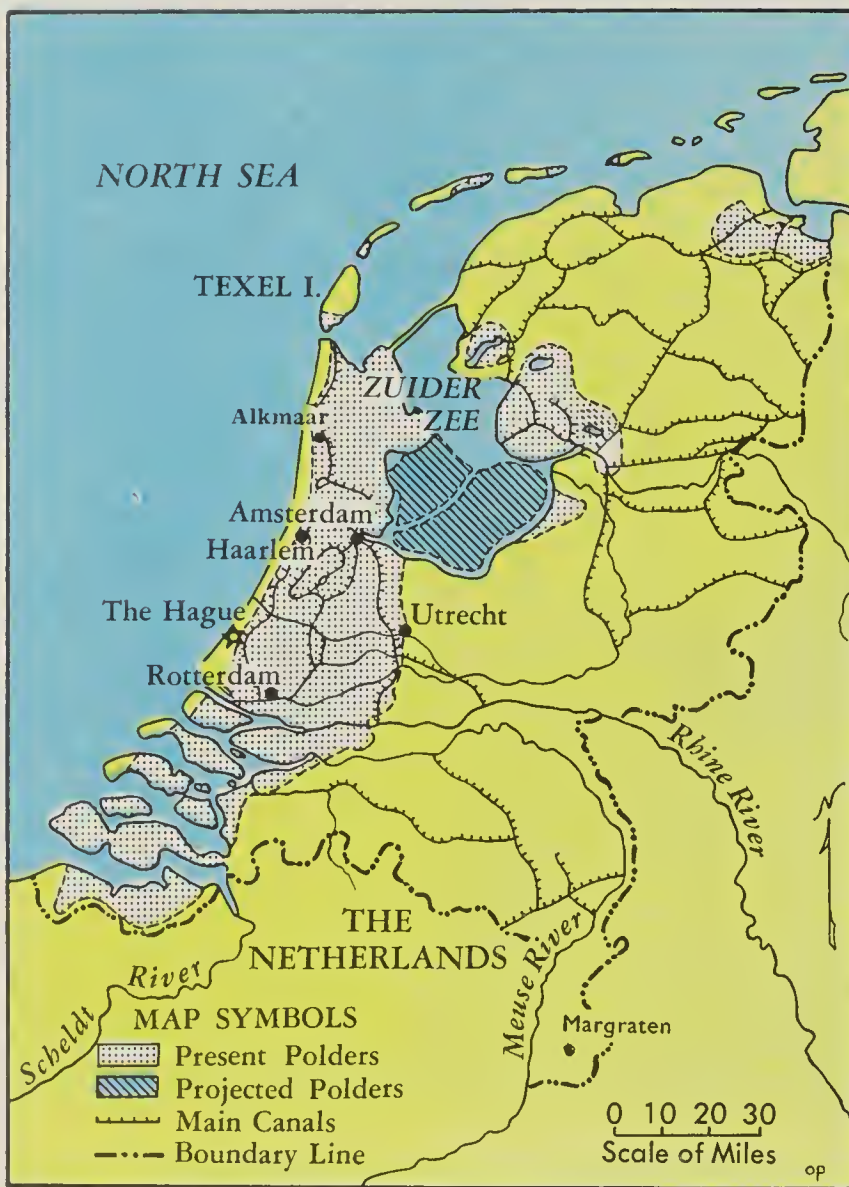 NORTH SEA
TEXEL I.
ZUIDER
ZEE
Alkmaar
Amsterdam
Haarlem
The Hague
Utrecht
Rotterdam
Rhine River
THE
NETHERLANDS
Meuse River
Scheldt River
Margraten
MAP SYMBOLS
Present Polders
Projected Polders
Main Canals
Boundary Line
0 10 20 30
Scale of Miles
op